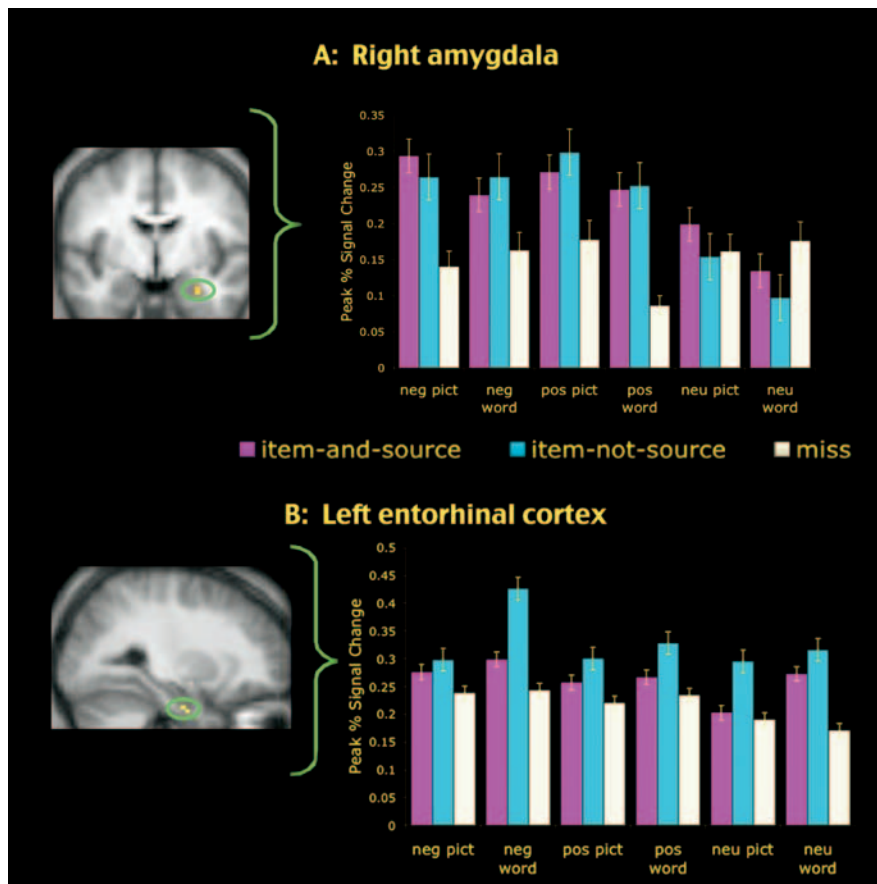 A: Right amygdala
Peak % Signal Change
0.35
0.3
0.25
0.2
0.15
0.1
0.05
0
neg pict
neg word
pos pict
pos word
neu pict
neu word
item-and-source
item-not-source
miss
B: Left entorhinal cortex
Peak % Signal Change
0.5
0.45
0.4
0.35
0.3
0.25
0.2
0.15
0.1
0.05
0
neg pict
neg word
pos pict
pos word
neu pict
neu word